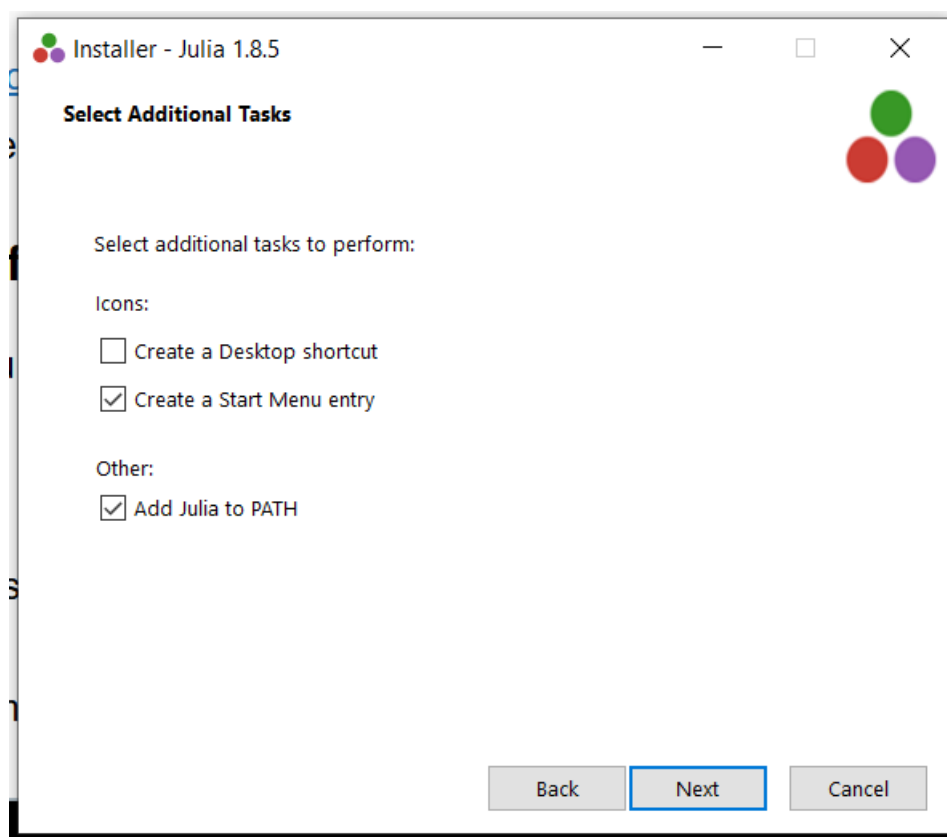 Installer - Julia 1.8.5
Select Additional Tasks
Select additional tasks to perform:
Icons:
Create a Desktop shortcut
Create a Start Menu entry
Other:
Add Julia to PATH
Back Next Cancel